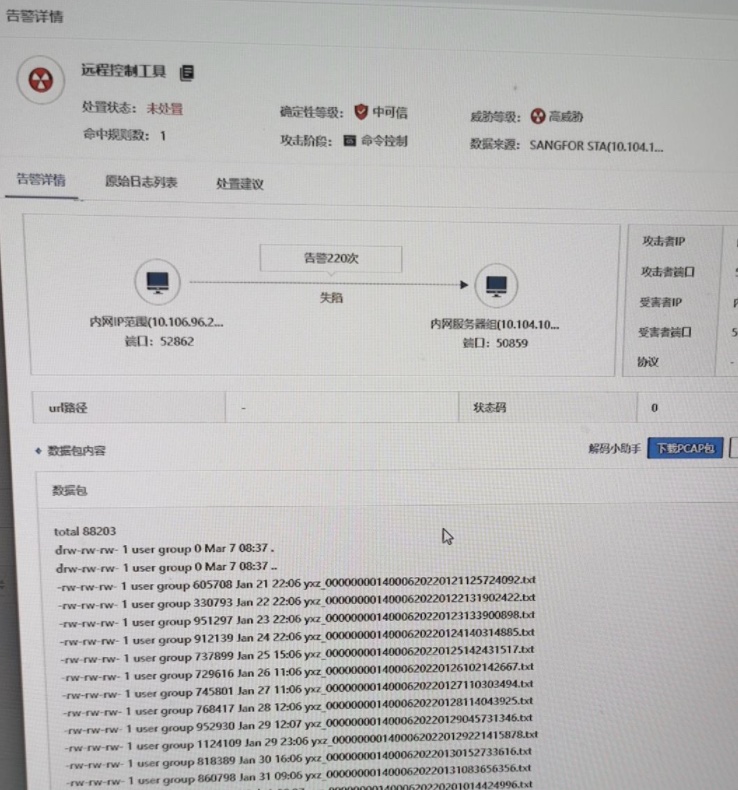 告警详情
远程控制工具
处置状态： 未处置 确定性等级： 中可信 威胁等级： 高威胁
命中规则数： 1 攻击阶段： 命令控制 数据来源： SANGFOR STA(10.104.1...
告警详情 原始日志列表 处置建议
告警220次
失陷
内网IP范围(10.106.96.2...
端口：52862
内网服务器组(10.104.10...
端口：50859
攻击者IP
攻击者端口
受害者IP
受害者端口
协议 -
url路径 - 状态码 0
数据包内容 解码小助手 下载PCAP包
数据包
total 88203
drw-rw-rw- 1 user group 0 Mar 7 08:37 .
drw-rw-rw- 1 user group 0 Mar 7 08:37 ..
-rw-rw-rw- 1 user group 605708 Jan 21 22:06 yxz_00000000140006202201211257​24092.txt
-rw-rw-rw- 1 user group 330793 Jan 22 22:06 yxz_0000000014000620220122131902422.txt
-rw-rw-rw- 1 user group 951297 Jan 23 22:06 yxz_0000000014000620220123133900898.txt
-rw-rw-rw- 1 user group 912139 Jan 24 22:06 yxz_0000000014000620220124140314885.txt
-rw-rw-rw- 1 user group 737899 Jan 25 15:06 yxz_0000000014000620220125142431517.txt
-rw-rw-rw- 1 user group 729616 Jan 26 11:06 yxz_0000000014000620220126102142667.txt
-rw-rw-rw- 1 user group 745801 Jan 27 11:06 yxz_0000000014000620220127110303494.txt
-rw-rw-rw- 1 user group 768417 Jan 28 12:06 yxz_0000000014000620220128114043925.txt
-rw-rw-rw- 1 user group 952930 Jan 29 12:07 yxz_0000000014000620220129045731346.txt
-rw-rw-rw- 1 user group 1124109 Jan 29 23:06 yxz_0000000014000620220129221415878.txt
-rw-rw-rw- 1 user group 818389 Jan 30 16:06 yxz_0000000014000620220130152733616.txt
-rw-rw-rw- 1 user group 860798 Jan 31 09:06 yxz_0000000014000620220131083656356.txt